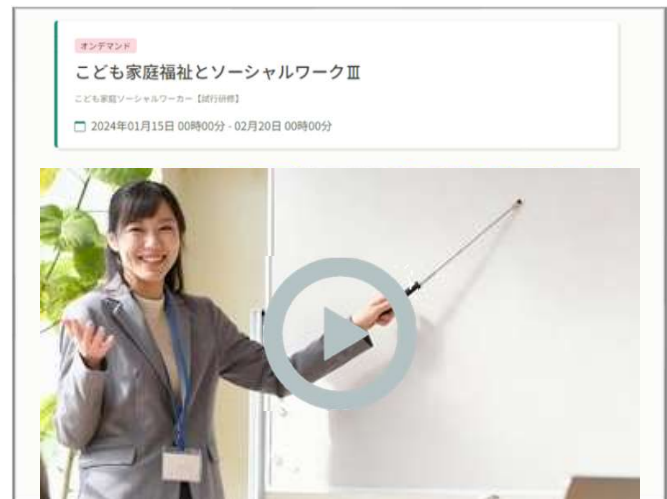 オンデマンド
こども家庭福祉とソーシャルワークⅢ
こども家庭ソーシャルワーカー【試行研修】
2024年01月15日 00時00分 - 02月20日 00時00分